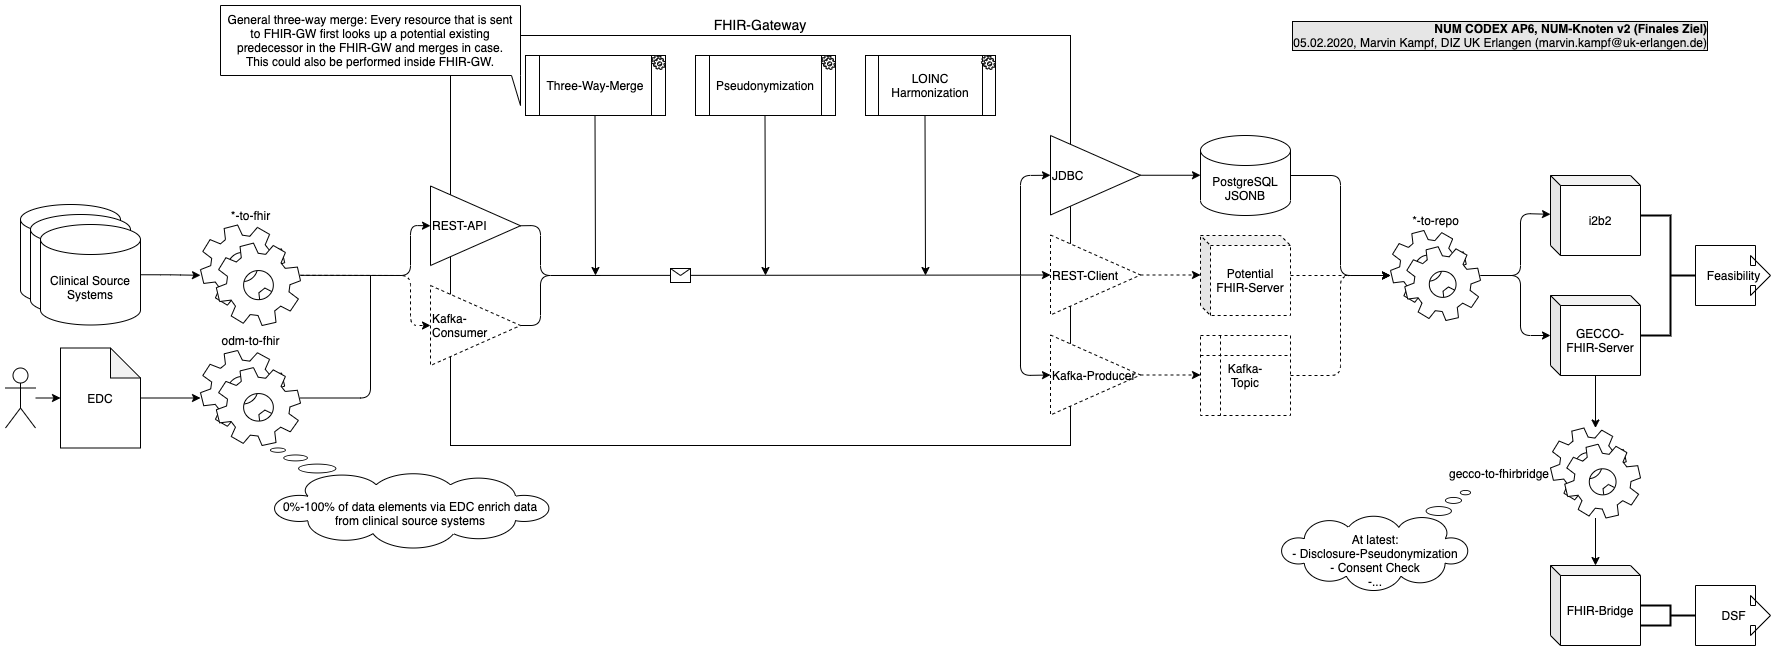 General three-way merge: Every resource that is sent
to FHIR-GW first looks up a potential existing
predecessor in the FHIR-GW and merges in case.
This could also be performed inside FHIR-GW.
FHIR-Gateway
NUM CODEX AP6, NUM-Knoten v2 (Finales Ziel)
05.02.2020, Marvin Kampf, DIZ UK Erlangen (marvin.kampf@uk-erlangen.de)
Three-Way-Merge
Pseudonymization
LOINC
Harmonization
JDBC
PostgreSQL
JSONB
*-to-fhir
REST-API
*-to-repo
i2b2
Clinical Source
Systems
REST-Client
Potential
FHIR-Server
Feasibility
Kafka-
Consumer
GECCO-
FHIR-Server
odm-to-fhir
Kafka-Producer
Kafka-
Topic
EDC
gecco-to-fhirbridge
0%-100% of data elements via EDC enrich data
from clinical source systems
At latest:
- Disclosure-Pseudonymization
- Consent Check
-...
FHIR-Bridge
DSF